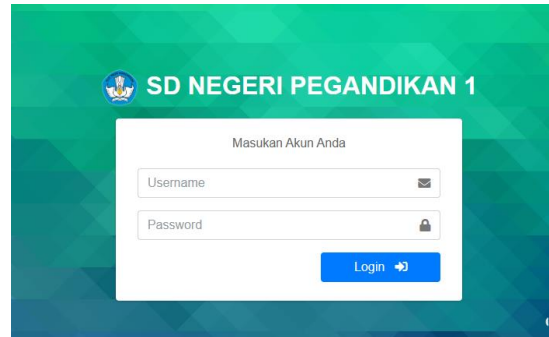 SD NEGERI PEGANDIKAN 1
Masukan Akun Anda
Username
Password
Login